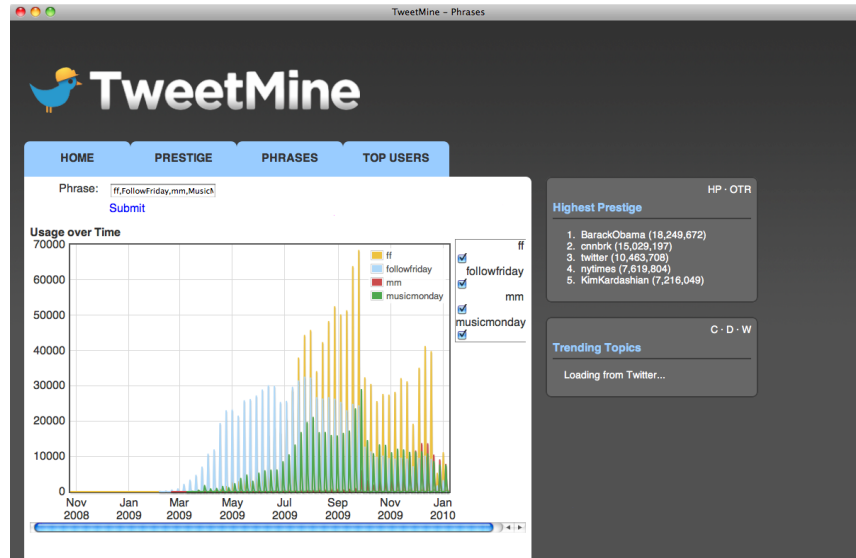 TweetMine – Phrases
TweetMine
HOME PRESTIGE PHRASES TOP USERS
Phrase: ff,FollowFriday,mm,MusicM
Submit
Usage over Time
70000
60000
50000
40000
30000
20000
10000
0
Nov 2008
Jan 2009
Mar 2009
May 2009
Jul 2009
Sep 2009
Nov 2009
Jan 2010
ff
followfriday
mm
musicmonday
ff
followfriday
mm
musicmonday
HP · OTR
Highest Prestige
1. BarackObama (18,249,672)
2. cnnbrk (15,029,197)
3. twitter (10,463,708)
4. nytimes (7,619,804)
5. KimKardashian (7,216,049)
C · D · W
Trending Topics
Loading from Twitter...